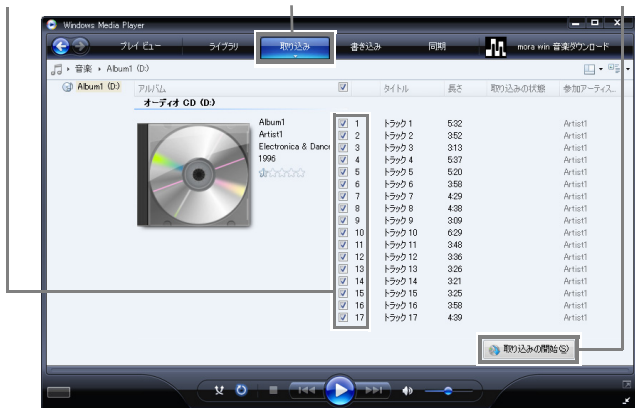 Windows Media Player
プレイ ビュー ライブラリ 取り込み 書き込み 同期 mora win 音楽ダウンロード
音楽 Album1 (D:)
Album1 (D:) アルバム タイトル 長さ 取り込みの状態 参加アーティス...
オーディオ CD (D:)
Album1
Artist1
Electronica & Dance
1996
1 トラック 1 5:32 Artist1
2 トラック 2 3:52 Artist1
3 トラック 3 3:13 Artist1
4 トラック 4 5:37 Artist1
5 トラック 5 5:20 Artist1
6 トラック 6 3:58 Artist1
7 トラック 7 4:29 Artist1
8 トラック 8 4:38 Artist1
9 トラック 9 3:09 Artist1
10 トラック 10 6:29 Artist1
11 トラック 11 3:48 Artist1
12 トラック 12 3:36 Artist1
13 トラック 13 3:26 Artist1
14 トラック 14 3:21 Artist1
15 トラック 15 3:25 Artist1
16 トラック 16 3:58 Artist1
17 トラック 17 4:39 Artist1
取り込みの開始(S)